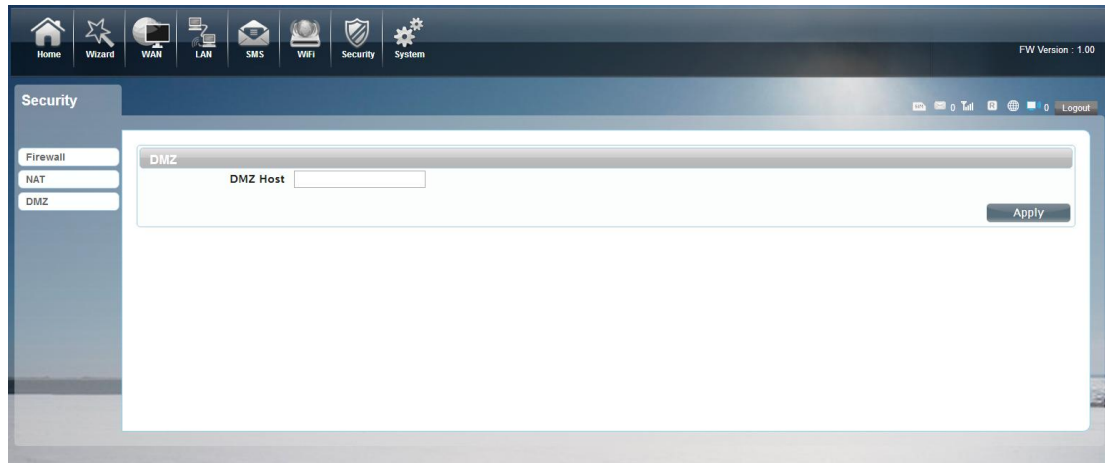 Home Wizard WAN LAN SMS WiFi Security System
FW Version : 1.00
Security
0 R 0 Logout
Firewall
NAT
DMZ
DMZ
DMZ Host
Apply